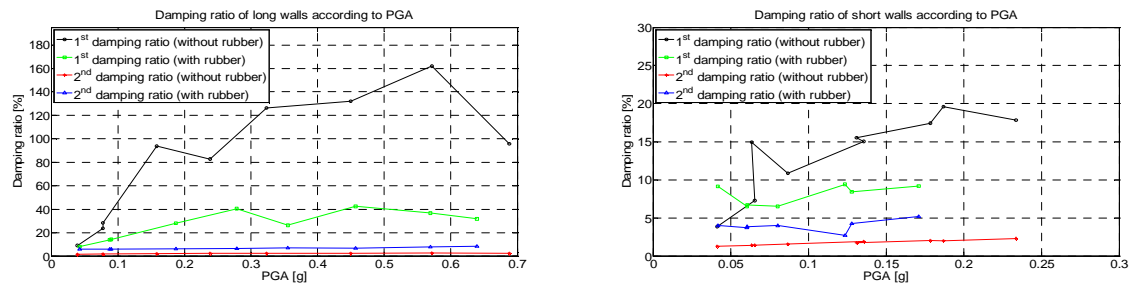 Damping ratio of long walls according to PGA
Damping ratio [%]
180
160
140
120
100
80
60
40
20
0
1st damping ratio (without rubber)
1st damping ratio (with rubber)
2nd damping ratio (without rubber)
2nd damping ratio (with rubber)
0 0.1 0.2 0.3 0.4 0.5 0.6 0.7
PGA [g]
Damping ratio of short walls according to PGA
Damping ratio [%]
30
25
20
15
10
5
0
1st damping ratio (without rubber)
1st damping ratio (with rubber)
2nd damping ratio (without rubber)
2nd damping ratio (with rubber)
0 0.05 0.1 0.15 0.2 0.25 0.3
PGA [g]